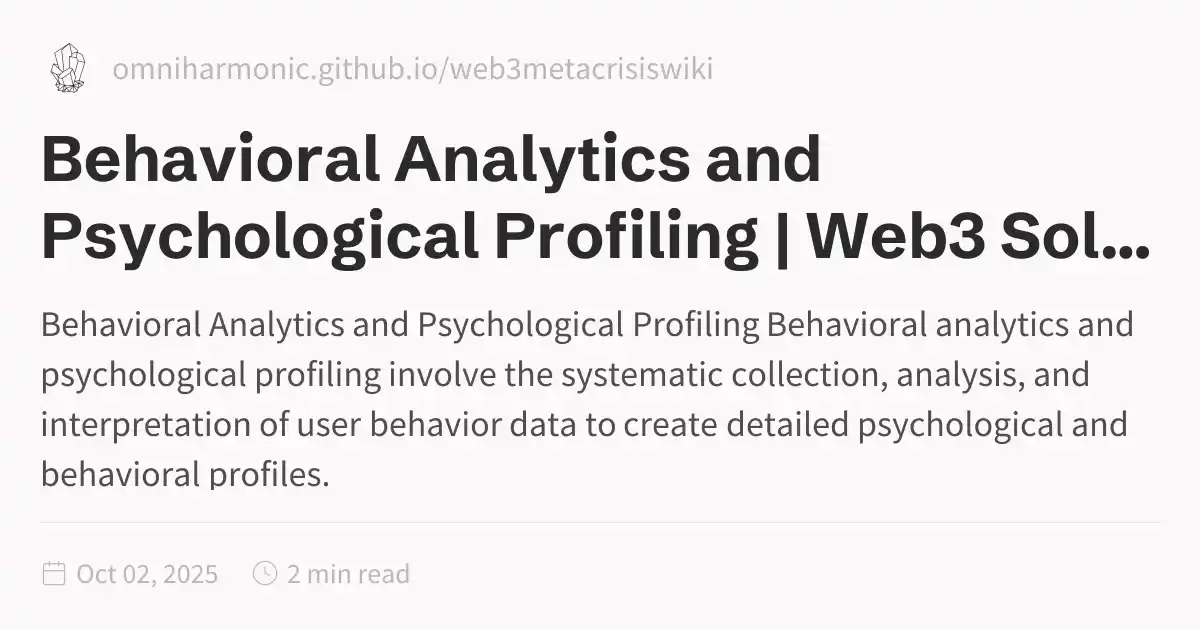 omniharmonic.github.io/web3metacrisiswiki
Behavioral Analytics and
Psychological Profiling | Web3 Sol...
Behavioral Analytics and Psychological Profiling Behavioral analytics and
psychological profiling involve the systematic collection, analysis, and
interpretation of user behavior data to create detailed psychological and
behavioral profiles.
Oct 02, 2025 2 min read